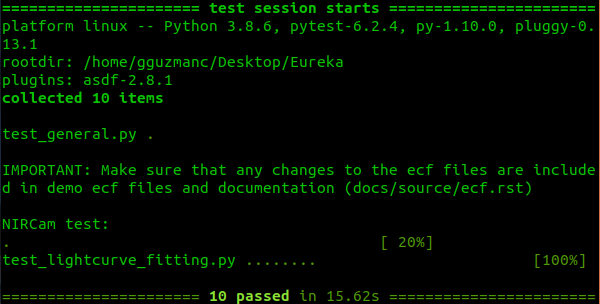 ====================== test session starts =======================
platform linux -- Python 3.8.6, pytest-6.2.4, py-1.10.0, pluggy-0.
13.1
rootdir: /home/gguzmanc/Desktop/Eureka
plugins: asdf-2.8.1
collected 10 items

test_general.py .

IMPORTANT: Make sure that any changes to the ecf files are include
d in demo ecf files and documentation (docs/source/ecf.rst)

NIRCam test:
.                                         [ 20%]
test_lightcurve_fitting.py ........                        [100%]

====================== 10 passed in 15.62s =======================